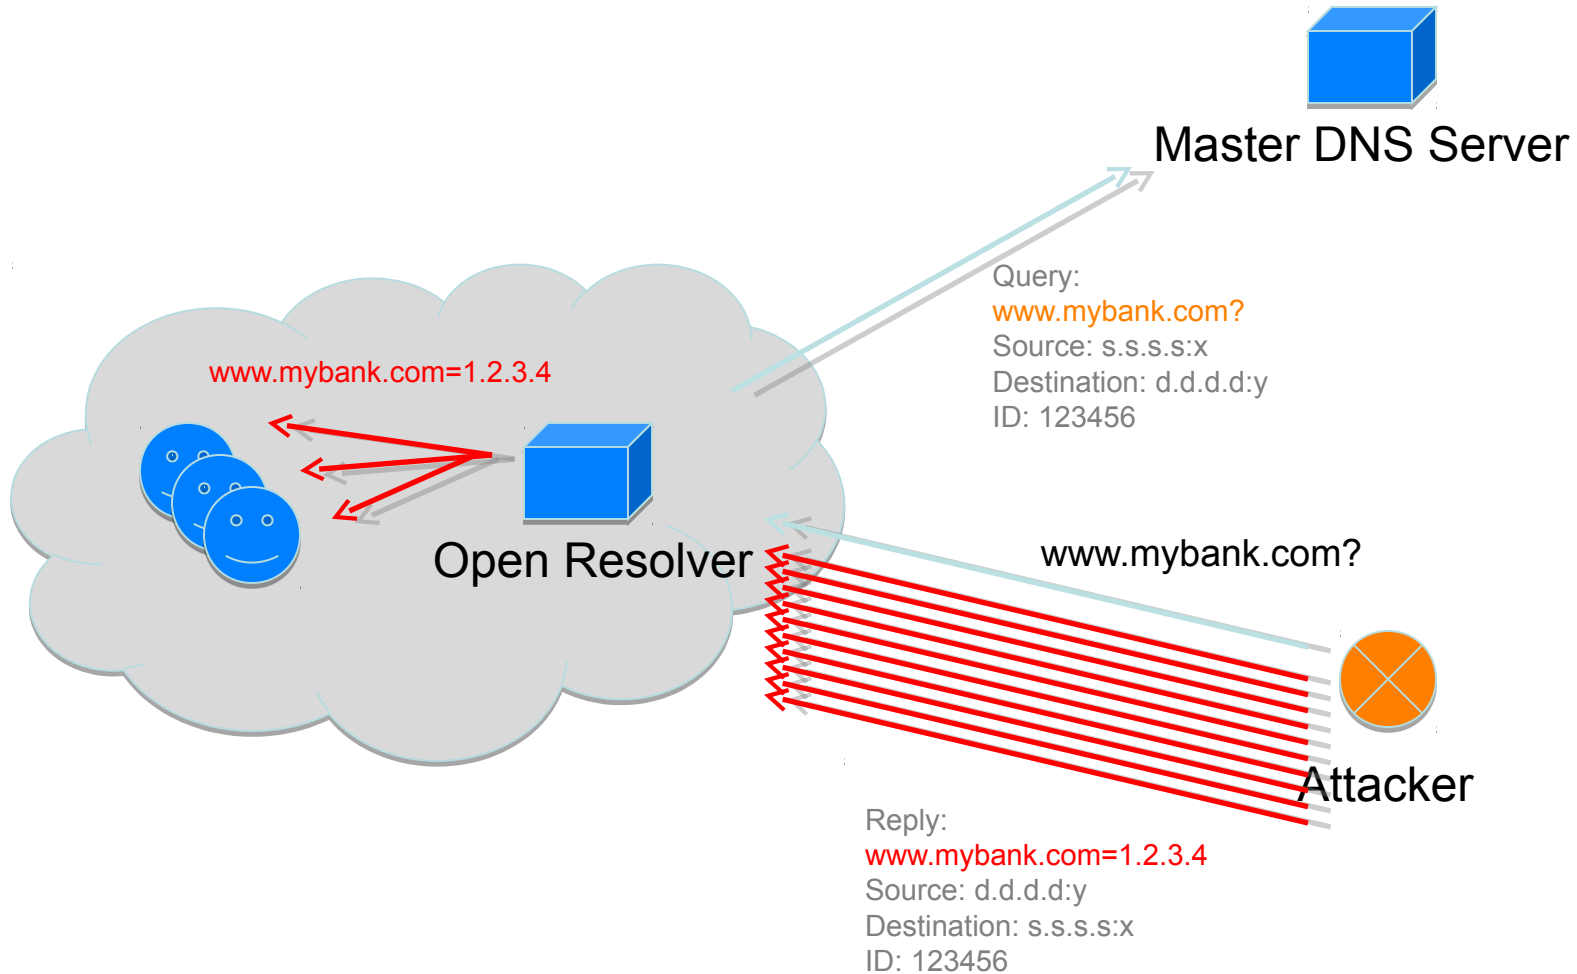 Master DNS Server
Query:
www.mybank.com?
Source: s.s.s.s:x
Destination: d.d.d.d:y
ID: 123456
www.mybank.com=1.2.3.4
Open Resolver
www.mybank.com?
Attacker
Reply:
www.mybank.com=1.2.3.4
Source: d.d.d.d:y
Destination: s.s.s.s:x
ID: 123456